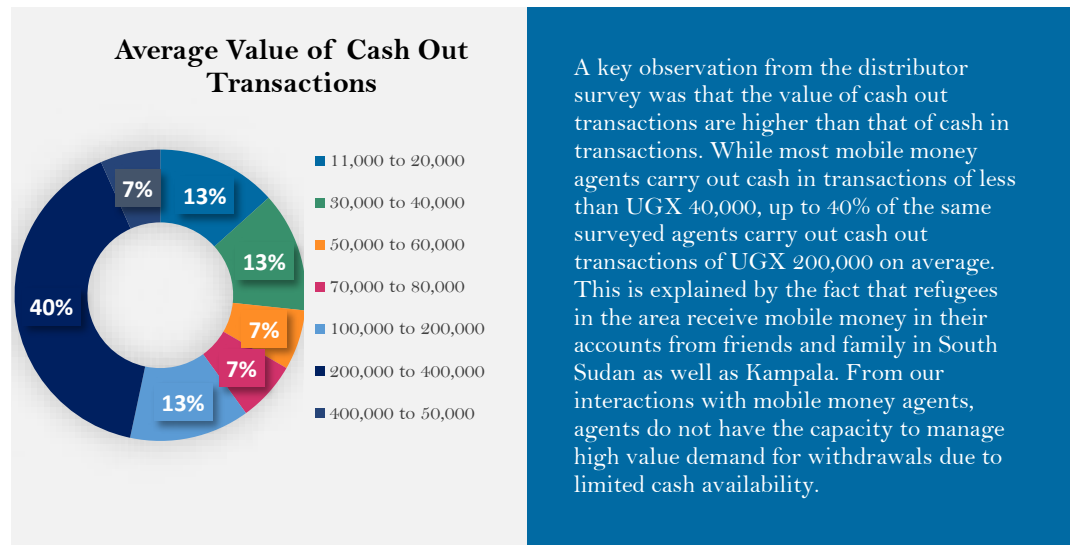 Average Value of Cash Out
Transactions
7%
13%
13%
40%
7%
7%
13%
11,000 to 20,000
30,000 to 40,000
50,000 to 60,000
70,000 to 80,000
100,000 to 200,000
200,000 to 400,000
400,000 to 50,000
A key observation from the distributor
survey was that the value of cash out
transactions are higher than that of cash in
transactions. While most mobile money
agents carry out cash in transactions of less
than UGX 40,000, up to 40% of the same
surveyed agents carry out cash out
transactions of UGX 200,000 on average.
This is explained by the fact that refugees
in the area receive mobile money in their
accounts from friends and family in South
Sudan as well as Kampala. From our
interactions with mobile money agents,
agents do not have the capacity to manage
high value demand for withdrawals due to
limited cash availability.